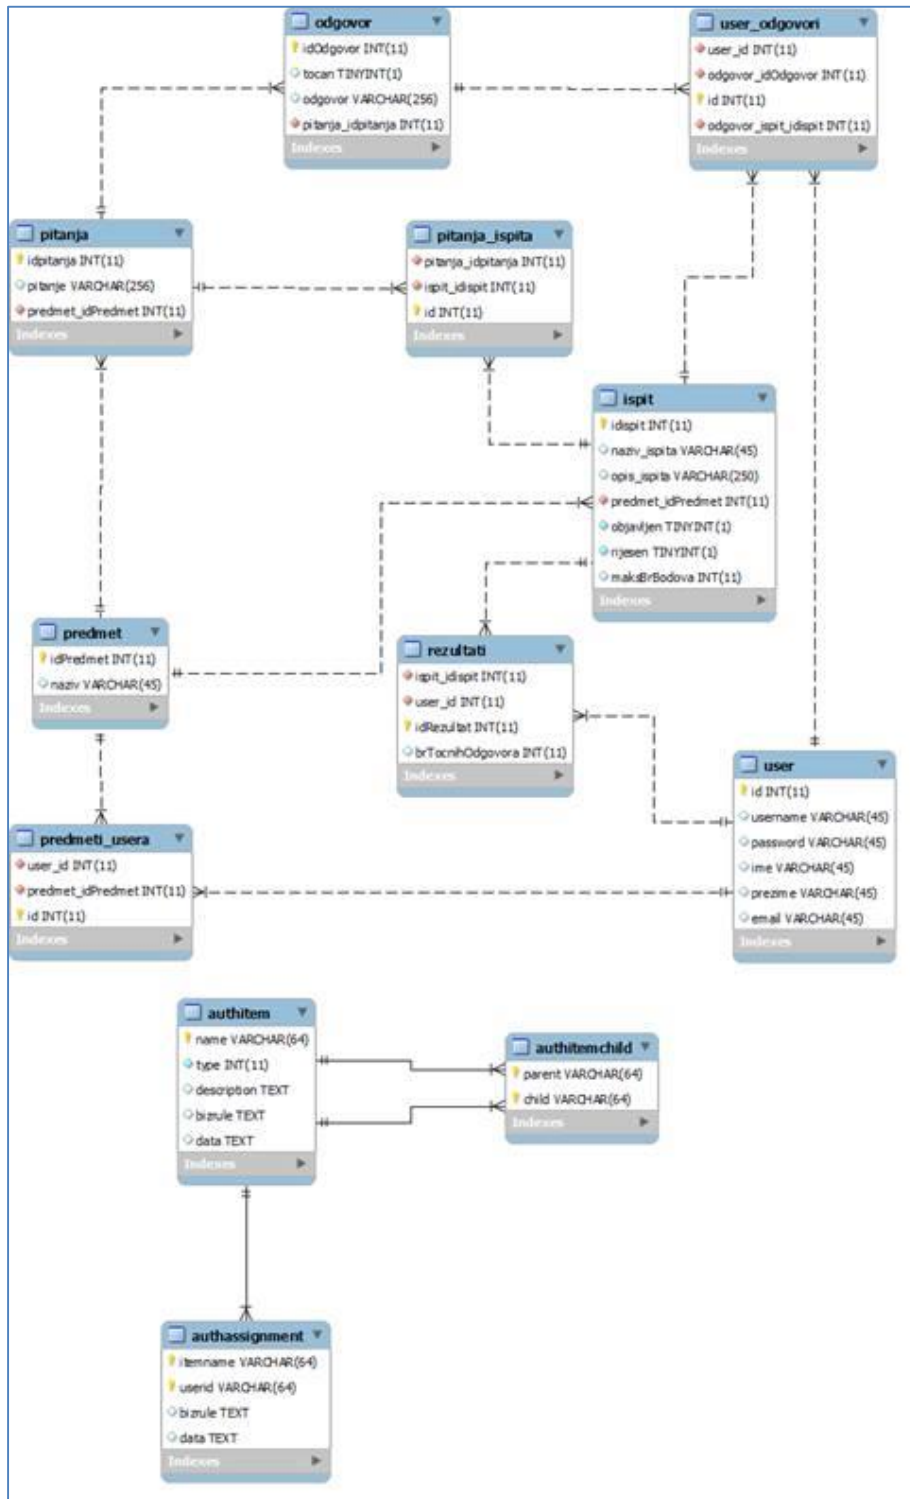 odgovor
idOdgovor INT(11)
tocan TINYINT(1)
odgovor VARCHAR(256)
pitanja_idpitanja INT(11)
Indexes
user_odgovori
user_id INT(11)
odgovor_idOdgovor INT(11)
id INT(11)
odgovor_ispit_idispit INT(11)
Indexes
pitanja
idpitanja INT(11)
pitanje VARCHAR(256)
predmet_idPredmet INT(11)
Indexes
pitanja_ispita
pitanja_idpitanja INT(11)
ispit_idispit INT(11)
id INT(11)
Indexes
ispit
idispit INT(11)
naziv_ispita VARCHAR(45)
opis_ispita VARCHAR(250)
predmet_idPredmet INT(11)
objavljen TINYINT(1)
rijesen TINYINT(1)
maksBrBodova INT(11)
Indexes
predmet
idPredmet INT(11)
naziv VARCHAR(45)
Indexes
rezultati
ispit_idispit INT(11)
user_id INT(11)
idRezultat INT(11)
brTocnihOdgovora INT(11)
Indexes
user
id INT(11)
username VARCHAR(45)
password VARCHAR(45)
ime VARCHAR(45)
prezime VARCHAR(45)
email VARCHAR(45)
Indexes
predmeti_usera
user_id INT(11)
predmet_idPredmet INT(11)
id INT(11)
Indexes
authitem
name VARCHAR(64)
type INT(11)
description TEXT
bizrule TEXT
data TEXT
Indexes
authitemchild
parent VARCHAR(64)
child VARCHAR(64)
Indexes
authassignment
itemname VARCHAR(64)
userid VARCHAR(64)
bizrule TEXT
data TEXT
Indexes